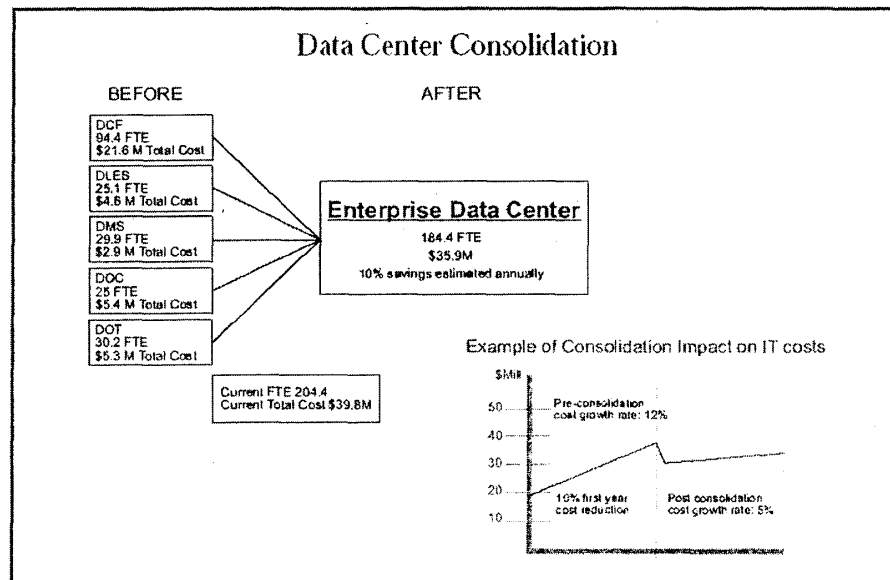 Data Center Consolidation
BEFORE
AFTER
DCF
94.4 FTE
$21.6 M Total Cost
DLES
25.1 FTE
$4.6 M Total Cost
DMS
29.9 FTE
$2.9 M Total Cost
DOC
25 FTE
$5.4 M Total Cost
DOT
30.2 FTE
$5.3 M Total Cost
Enterprise Data Center
184.4 FTE
$35.9M
10% savings estimated annually
Current FTE 204.4
Current Total Cost $39.8M
Example of Consolidation Impact on IT costs
$Mill
50
40
30
20
10
Pre-consolidation
cost growth rate: 12%
10% first year
cost reduction
Post consolidation
cost growth rate: 5%